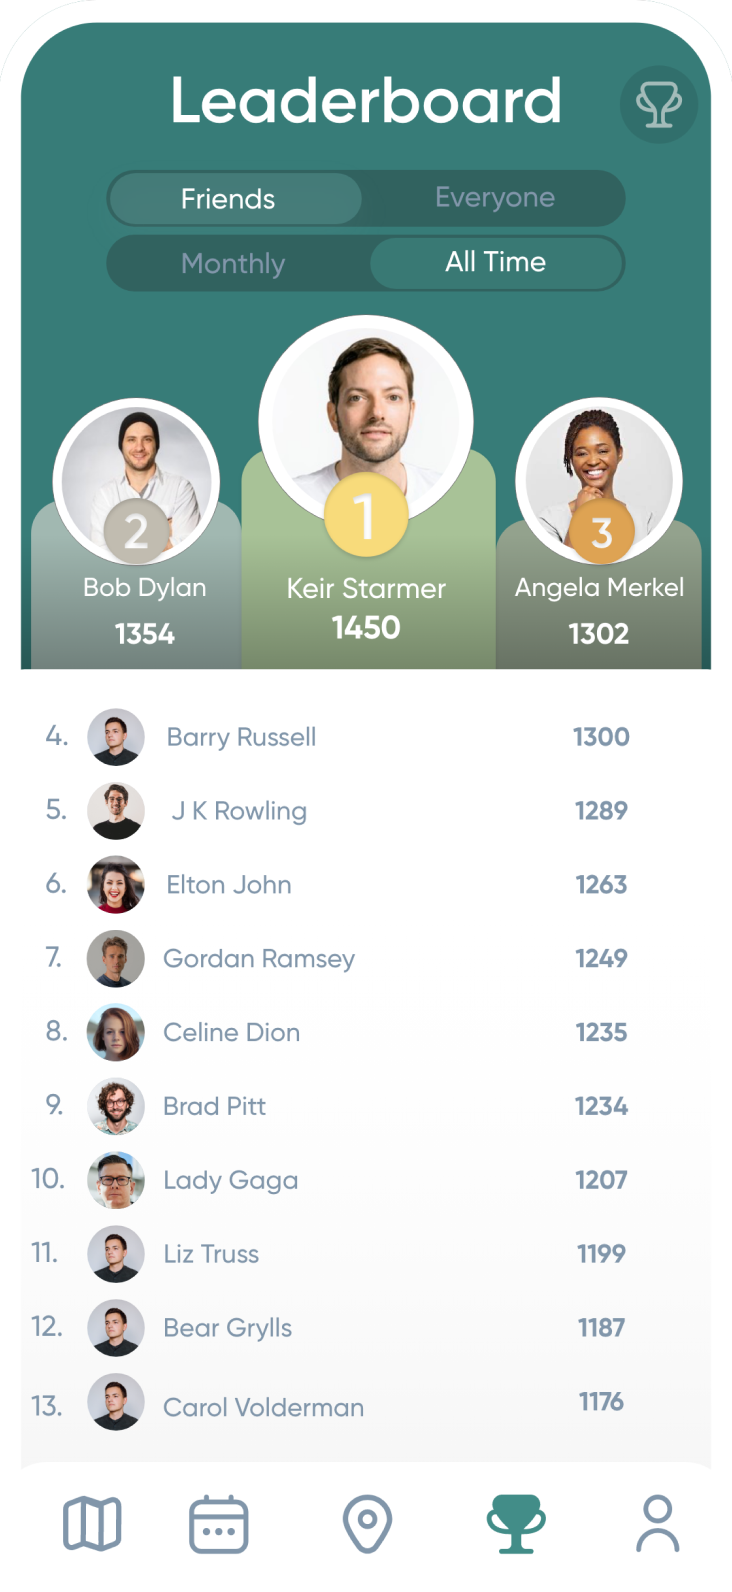 Leaderboard
Friends Everyone
Monthly All Time
2 1 3
Bob Dylan Keir Starmer Angela Merkel
1354 1450 1302
4. Barry Russell 1300
5. J K Rowling 1289
6. Elton John 1263
7. Gordan Ramsey 1249
8. Celine Dion 1235
9. Brad Pitt 1234
10. Lady Gaga 1207
11. Liz Truss 1199
12. Bear Grylls 1187
13. Carol Volderman 1176